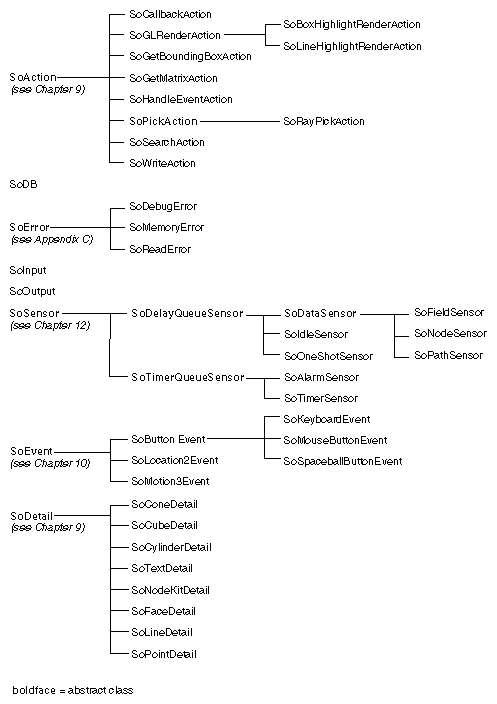 SoCallbackAction
SoGLRenderAction
SoBoxHighlightRenderAction
SoLineHighlightRenderAction
SoGetBoundingBoxAction
SoAction
(see Chapter 9)
SoGetMatrixAction
SoHandleEventAction
SoPickAction
SoRayPickAction
SoSearchAction
SoWriteAction
SoDB
SoDebugError
SoError
(see Appendix C)
SoMemoryError
SoReadError
SoInput
SoOutput
SoSensor
(see Chapter 12)
SoDelayQueueSensor
SoDataSensor
SoFieldSensor
SoIdleSensor
SoNodeSensor
SoOneShotSensor
SoPathSensor
SoTimerQueueSensor
SoAlarmSensor
SoTimerSensor
SoKeyboardEvent
SoEvent
(see Chapter 10)
SoButton Event
SoMouseButtonEvent
SoLocation2Event
SoSpaceballButtonEvent
SoMotion3Event
SoDetail
(see Chapter 9)
SoConeDetail
SoCubeDetail
SoCylinderDetail
SoTextDetail
SoNodeKitDetail
SoFaceDetail
SoLineDetail
SoPointDetail
boldface = abstract class